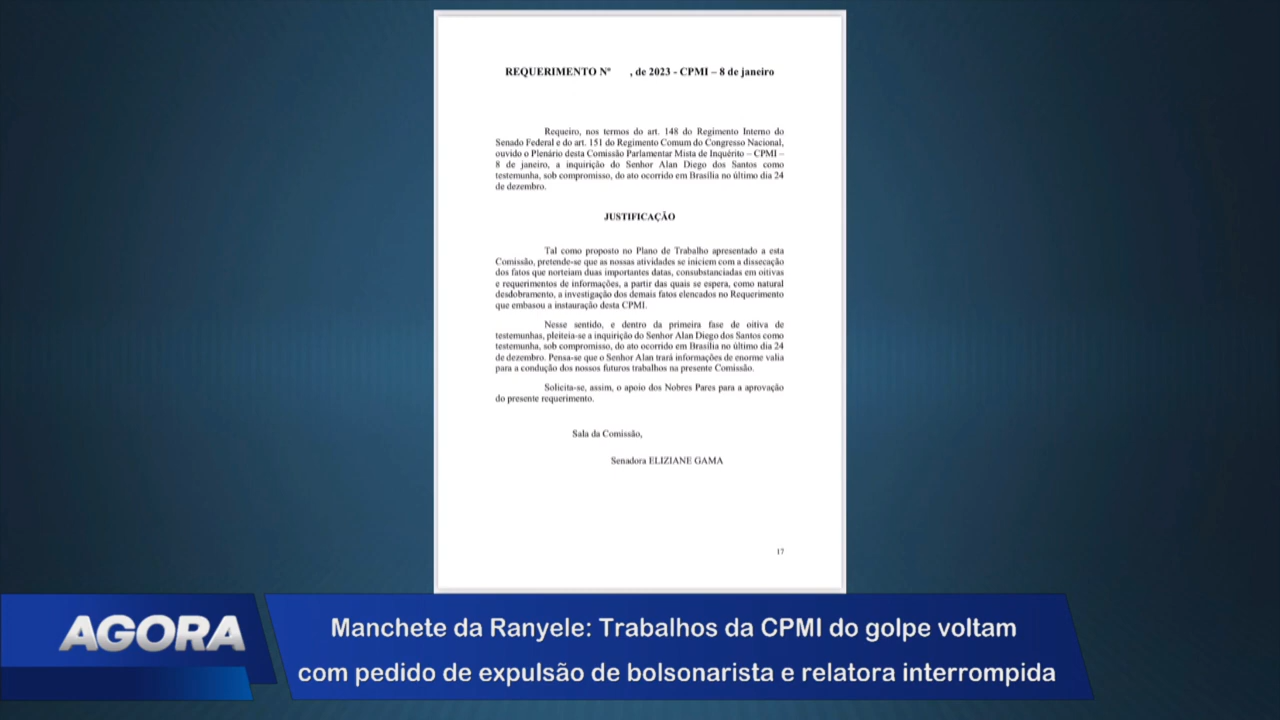 REQUERIMENTO Nº , de 2023 - CPMI – 8 de janeiro
Requeiro, nos termos do art. 148 do Regimento Interno do
Senado Federal e do art. 151 do Regimento Comum do Congresso Nacional,
ouvido o Plenário desta Comissão Parlamentar Mista de Inquérito – CPMI –
8 de janeiro, a inquirição do Senhor Alan Diego dos Santos como
testemunha, sob compromisso, do ato ocorrido em Brasília no último dia 24
de dezembro.
JUSTIFICAÇÃO
Tal como proposto no Plano de Trabalho apresentado a esta
Comissão, pretende-se que as nossas atividades se iniciem com a dissecação
dos fatos que norteiam duas importantes datas, consubstanciadas em oitivas
e requerimentos de informações, a partir das quais se espera, como natural
desdobramento, a investigação dos demais fatos elencados no Requerimento
que embasou a instauração desta CPMI.
Nesse sentido, e dentro da primeira fase de oitiva de
testemunhas, pleiteia-se a inquirição do Senhor Alan Diego dos Santos como
testemunha, sob compromisso, do ato ocorrido em Brasília no último dia 24
de dezembro. Pensa-se que o Senhor Alan trará informações de enorme valia
para a condução dos nossos futuros trabalhos na presente Comissão.
Solicita-se, assim, o apoio dos Nobres Pares para a aprovação
do presente requerimento.
Sala da Comissão,
Senadora ELIZIANE GAMA
17
AGORA
Manchete da Ranyele: Trabalhos da CPMI do golpe voltam
com pedido de expulsão de bolsonarista e relatora interrompida